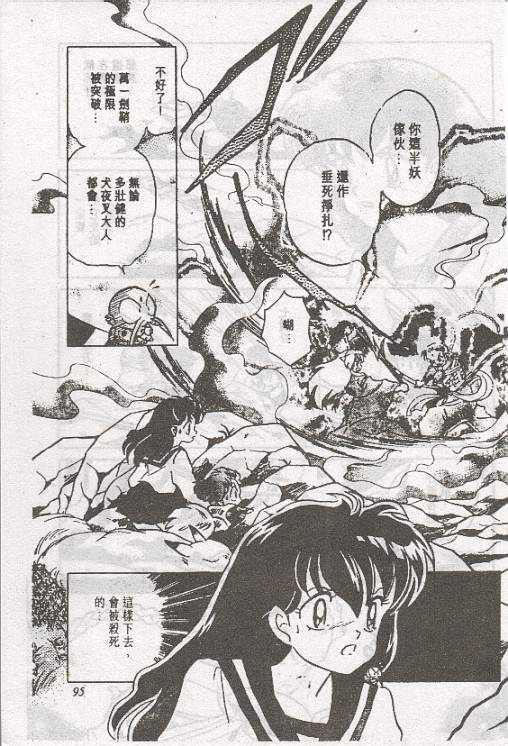 你這半妖
傢伙…
還作
垂死掙扎!?
不好了!
萬一劍鞘
的極限
被突破…
無論
多壯健的
犬夜叉大人
都會…
嘲…
這樣下去，
會被殺死
的…
95